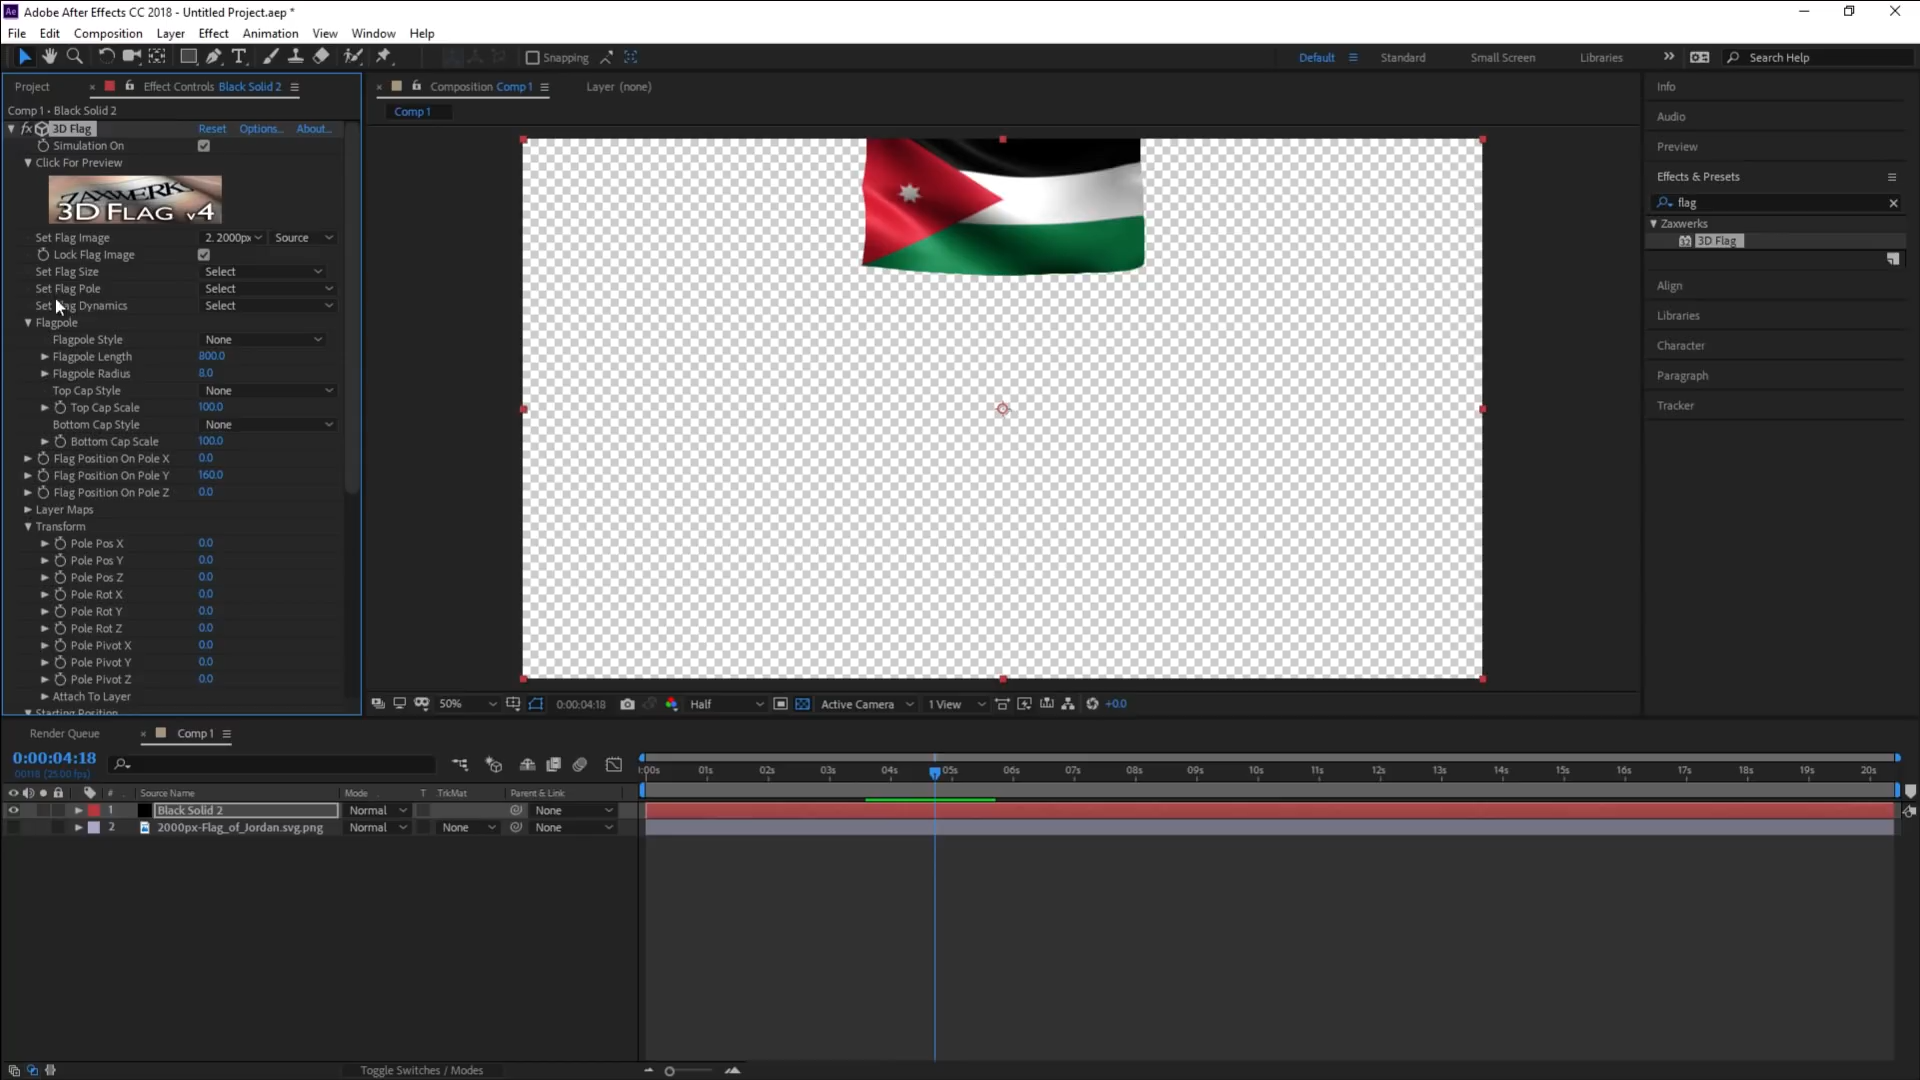 Adobe After Effects CC 2018 - Untitled Project.aep *
File Edit Composition Layer Effect Animation View Window Help
Snapping Default Standard Small Screen Libraries Search Help
Project Effect Controls Black Solid 2
Comp 1 • Black Solid 2
fx 3D Flag Reset Options... About...
Simulation On
Click For Preview
ZAXWERKS
3D FLAG v4
Set Flag Image 2. 2000px Source
Lock Flag Image
Set Flag Size Select
Set Flag Pole Select
Set Flag Dynamics Select
Flagpole
Flagpole Style None
Flagpole Length 800.0
Flagpole Radius 8.0
Top Cap Style None
Top Cap Scale 100.0
Bottom Cap Style None
Bottom Cap Scale 100.0
Flag Position On Pole X 0.0
Flag Position On Pole Y 160.0
Flag Position On Pole Z 0.0
Layer Maps
Transform
Pole Pos X 0.0
Pole Pos Y 0.0
Pole Pos Z 0.0
Pole Rot X 0.0
Pole Rot Y 0.0
Pole Rot Z 0.0
Pole Pivot X 0.0
Pole Pivot Y 0.0
Pole Pivot Z 0.0
Attach To Layer
Starting Position
Composition Comp 1 Layer (none)
Comp 1
50% 0:00:04:18 Half Active Camera 1 View +0.0
Info
Audio
Preview
Effects & Presets
flag
Zaxwerks
3D Flag
Align
Libraries
Character
Paragraph
Tracker
Render Queue Comp 1
0:00:04:18
00118 (25.00 fps)
# Source Name Mode T TrkMat Parent & Link
1 Black Solid 2 Normal None
2 2000px-Flag_of_Jordan.svg.png Normal None None
:00s 01s 02s 03s 04s 05s 06s 07s 08s 09s 10s 11s 12s 13s 14s 15s 16s 17s 18s 19s 20s
Toggle Switches / Modes